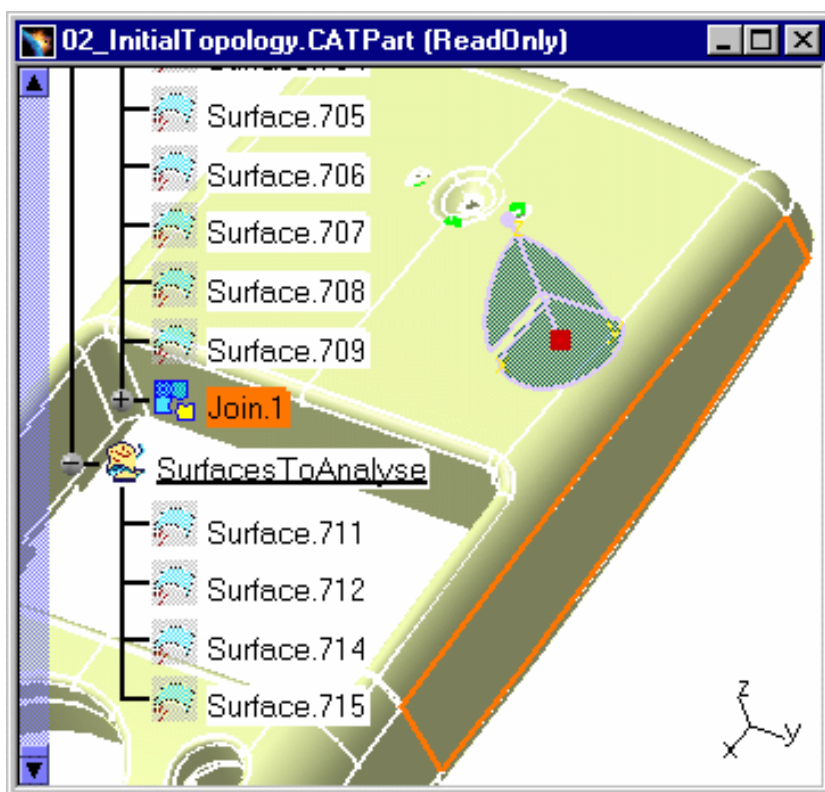 02_InitialTopology.CATPart (ReadOnly)
Surface.705
Surface.706
Surface.707
Surface.708
Surface.709
Join.1
SurfacesToAnalyse
Surface.711
Surface.712
Surface.714
Surface.715
z
x
y